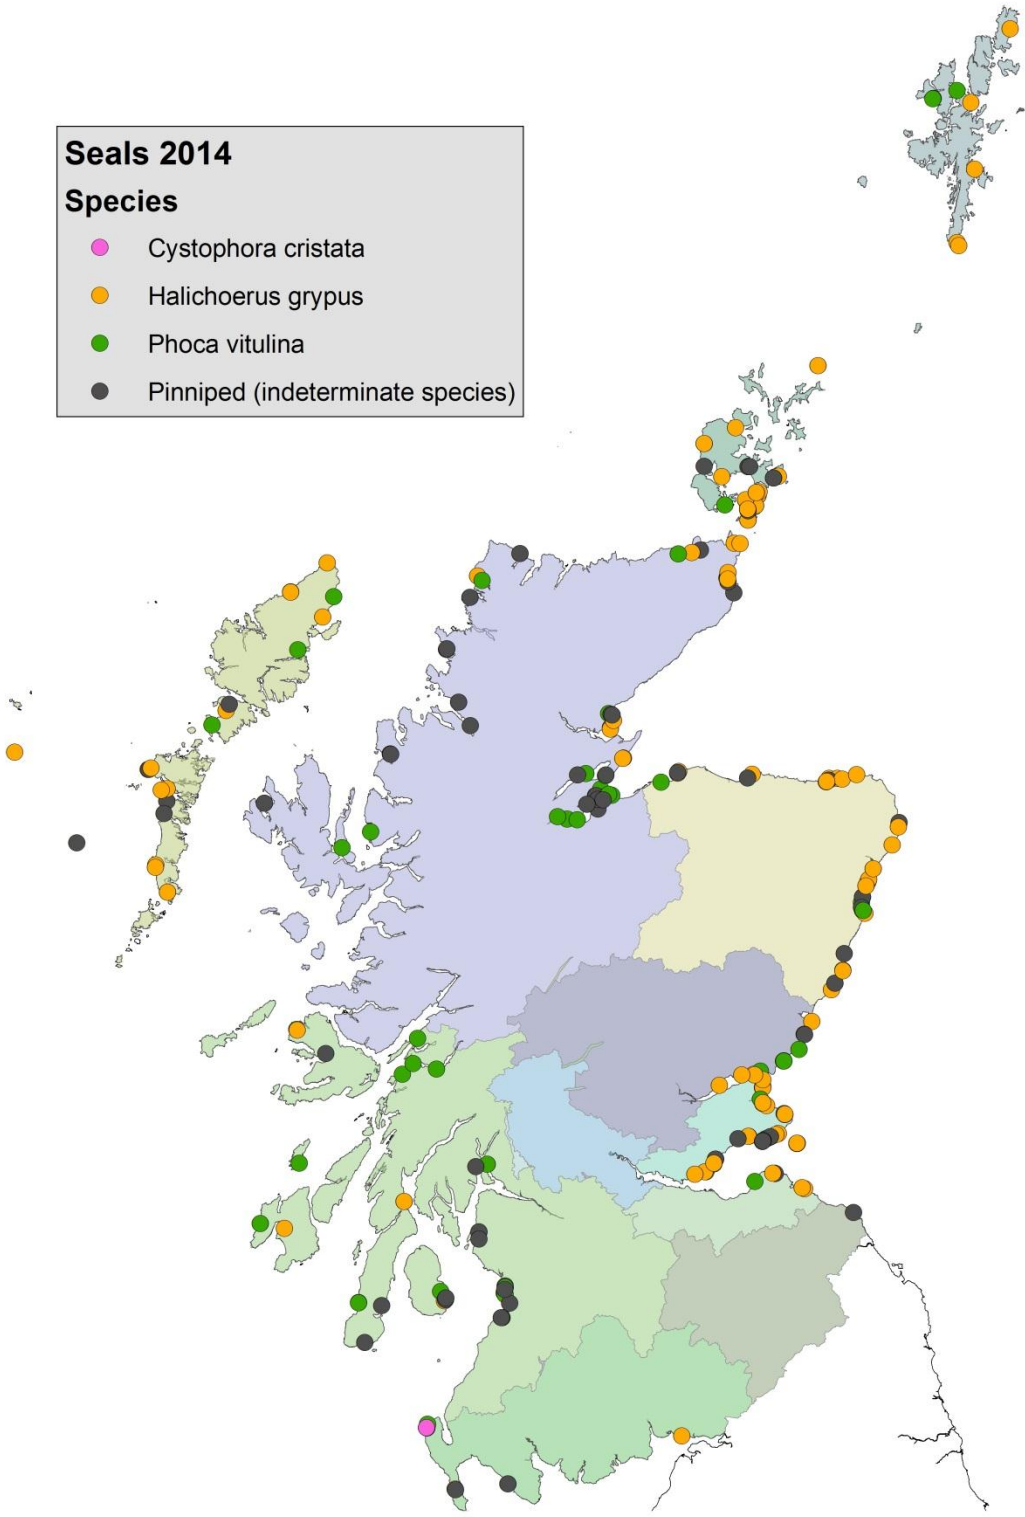 Seals 2014
Species
Cystophora cristata
Halichoerus grypus
Phoca vitulina
Pinniped (indeterminate species)